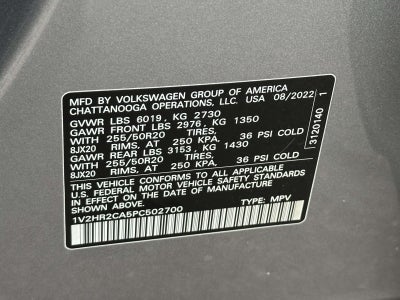 MFD BY VOLKSWAGEN GROUP OF AMERICA
CHATTANOOGA OPERATIONS, LLC. USA 08/2022
GVWR LBS 6019, KG 2730
GAWR FRONT LBS 2976, KG 1350
WITH 255/50R20 TIRES,
8JX20 RIMS, AT 250 KPA, 36 PSI COLD
GAWR REAR LBS 3153, KG 1430
WITH 255/50R20 TIRES,
8JX20 RIMS, AT 250 KPA, 36 PSI COLD
THIS VEHICLE CONFORMS TO ALL APPLICABLE
U.S. FEDERAL MOTOR VEHICLE SAFETY STANDARDS
IN EFFECT ON THE DATE OF MANUFACTURE SHOWN ABOVE.
1V2HR2CA5PC502700 TYPE: MPV
3120140 1